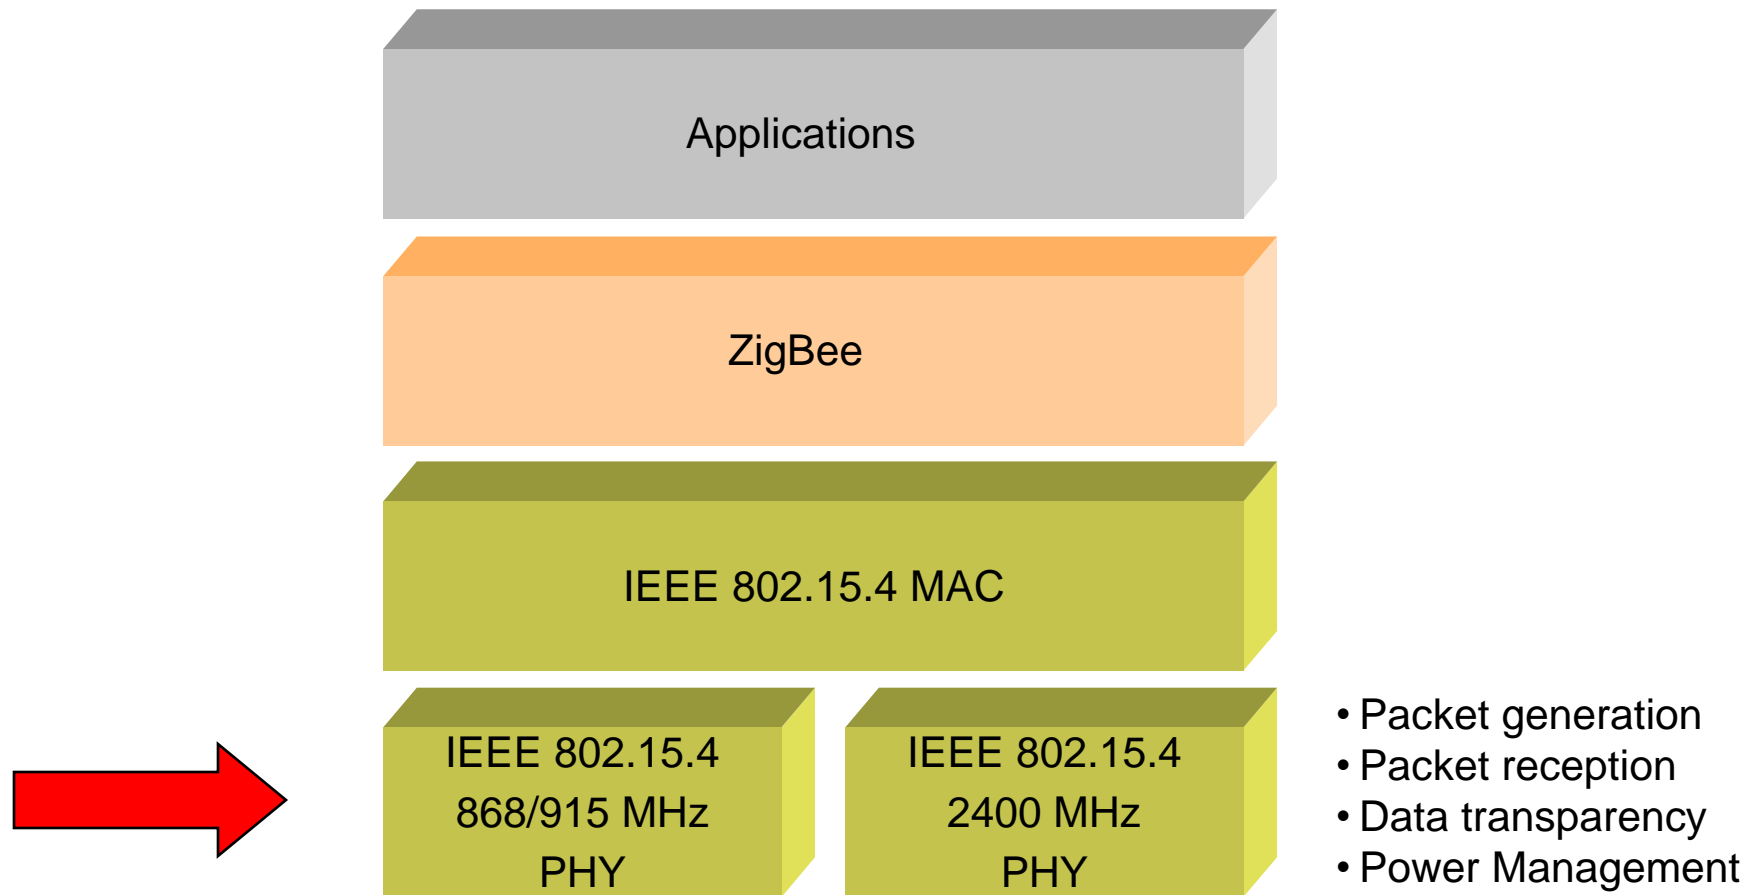 Applications
ZigBee
IEEE 802.15.4 MAC
IEEE 802.15.4
868/915 MHz
PHY
IEEE 802.15.4
2400 MHz
PHY
• Packet generation
• Packet reception
• Data transparency
• Power Management